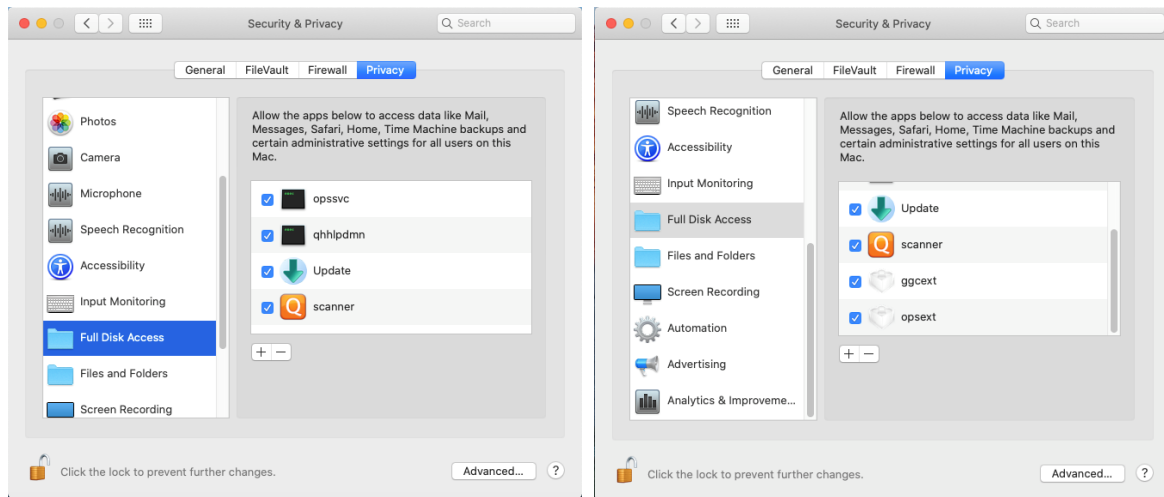 Security & Privacy
Search
General
FileVault
Firewall
Privacy
Photos
Camera
Microphone
Speech Recognition
Accessibility
Input Monitoring
Full Disk Access
Files and Folders
Screen Recording
Allow the apps below to access data like Mail,
Messages, Safari, Home, Time Machine backups and
certain administrative settings for all users on this
Mac.
opssvc
qhhlpdmn
Update
Q scanner
+ −
Click the lock to prevent further changes.
Advanced...
?
Security & Privacy
Search
General
FileVault
Firewall
Privacy
Speech Recognition
Accessibility
Input Monitoring
Full Disk Access
Files and Folders
Screen Recording
Automation
Advertising
Analytics & Improveme...
Allow the apps below to access data like Mail,
Messages, Safari, Home, Time Machine backups and
certain administrative settings for all users on this
Mac.
Update
Q scanner
ggcext
opsext
+ −
Click the lock to prevent further changes.
Advanced...
?